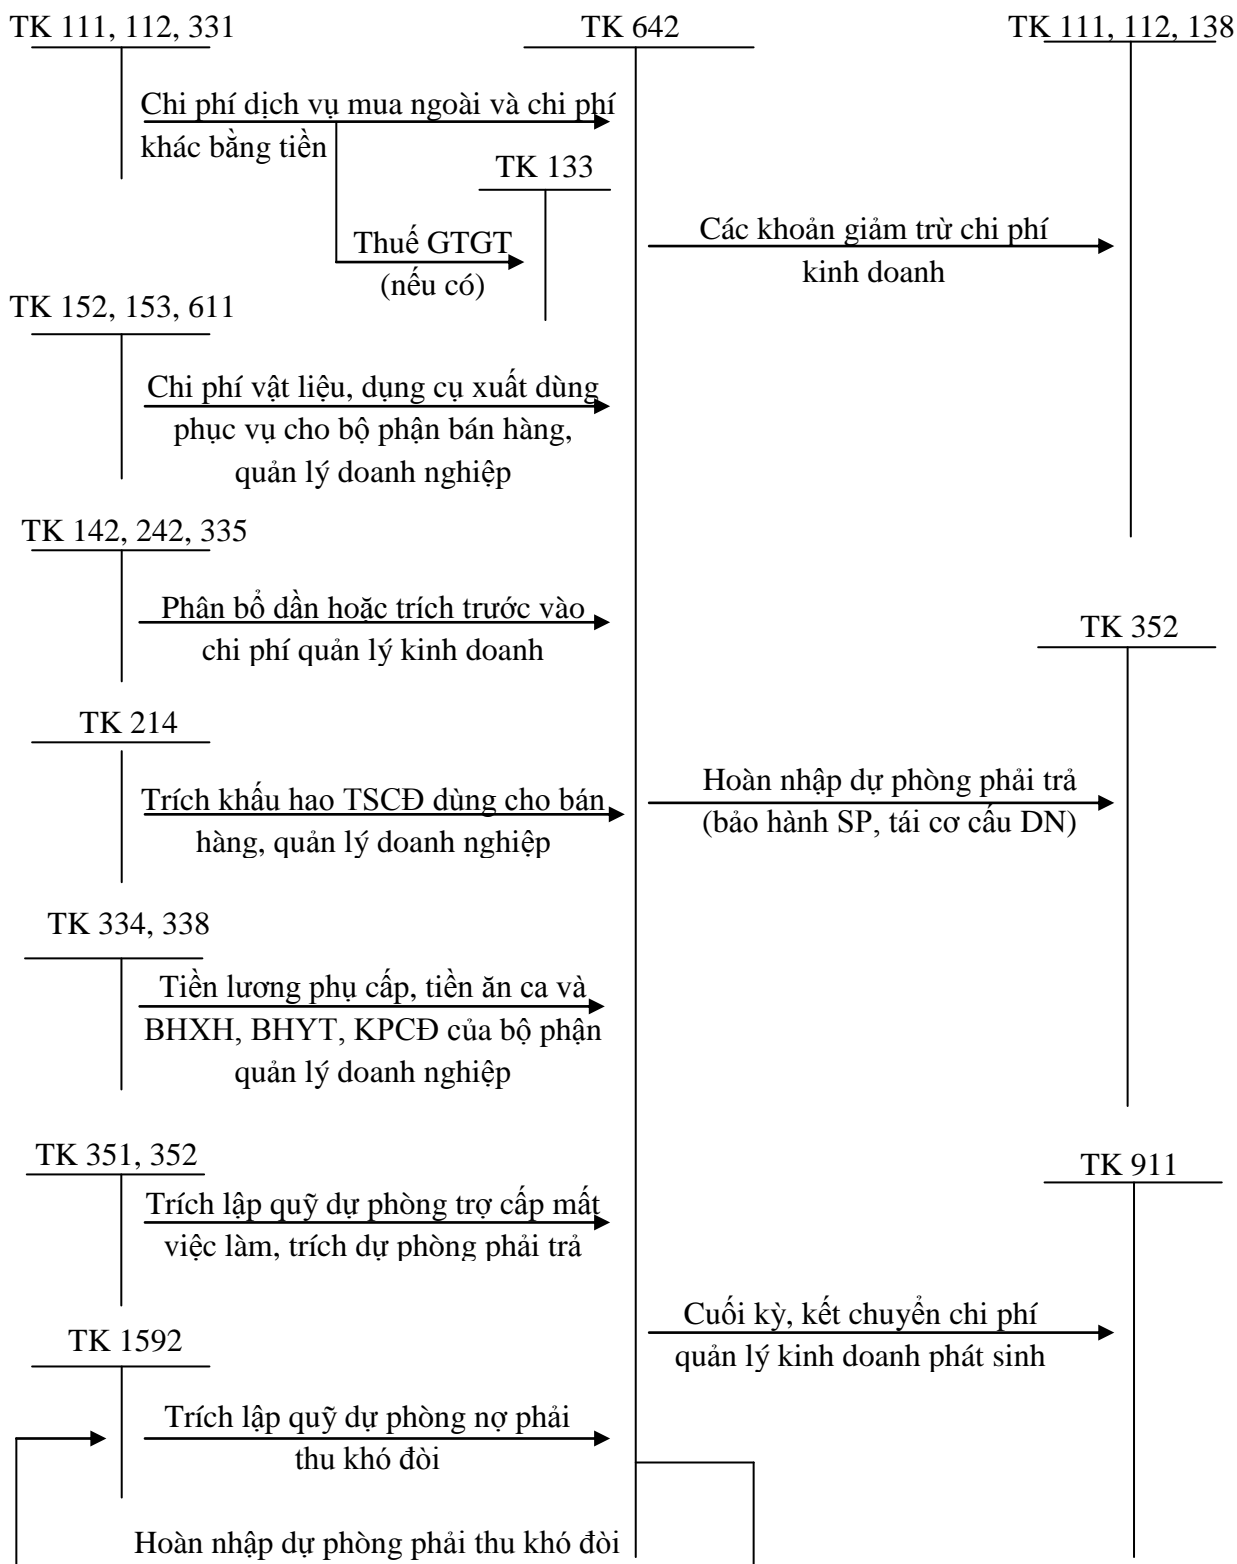 TK 111, 112, 331
TK 642
TK 111, 112, 138
Chi phí dịch vụ mua ngoài và chi phí
khác bằng tiền
TK 133
Thuế GTGT
(nếu có)
Các khoản giảm trừ chi phí
kinh doanh
TK 152, 153, 611
Chi phí vật liệu, dụng cụ xuất dùng
phục vụ cho bộ phận bán hàng,
quản lý doanh nghiệp
TK 142, 242, 335
Phân bổ dần hoặc trích trước vào
chi phí quản lý kinh doanh
TK 352
TK 214
Trích khấu hao TSCĐ dùng cho bán
hàng, quản lý doanh nghiệp
Hoàn nhập dự phòng phải trả
(bảo hành SP, tái cơ cấu DN)
TK 334, 338
Tiền lương phụ cấp, tiền ăn ca và
BHXH, BHYT, KPCĐ của bộ phận
quản lý doanh nghiệp
TK 351, 352
TK 911
Trích lập quỹ dự phòng trợ cấp mất
việc làm, trích dự phòng phải trả
Cuối kỳ, kết chuyển chi phí
quản lý kinh doanh phát sinh
TK 1592
Trích lập quỹ dự phòng nợ phải
thu khó đòi
Hoàn nhập dự phòng phải thu khó đòi